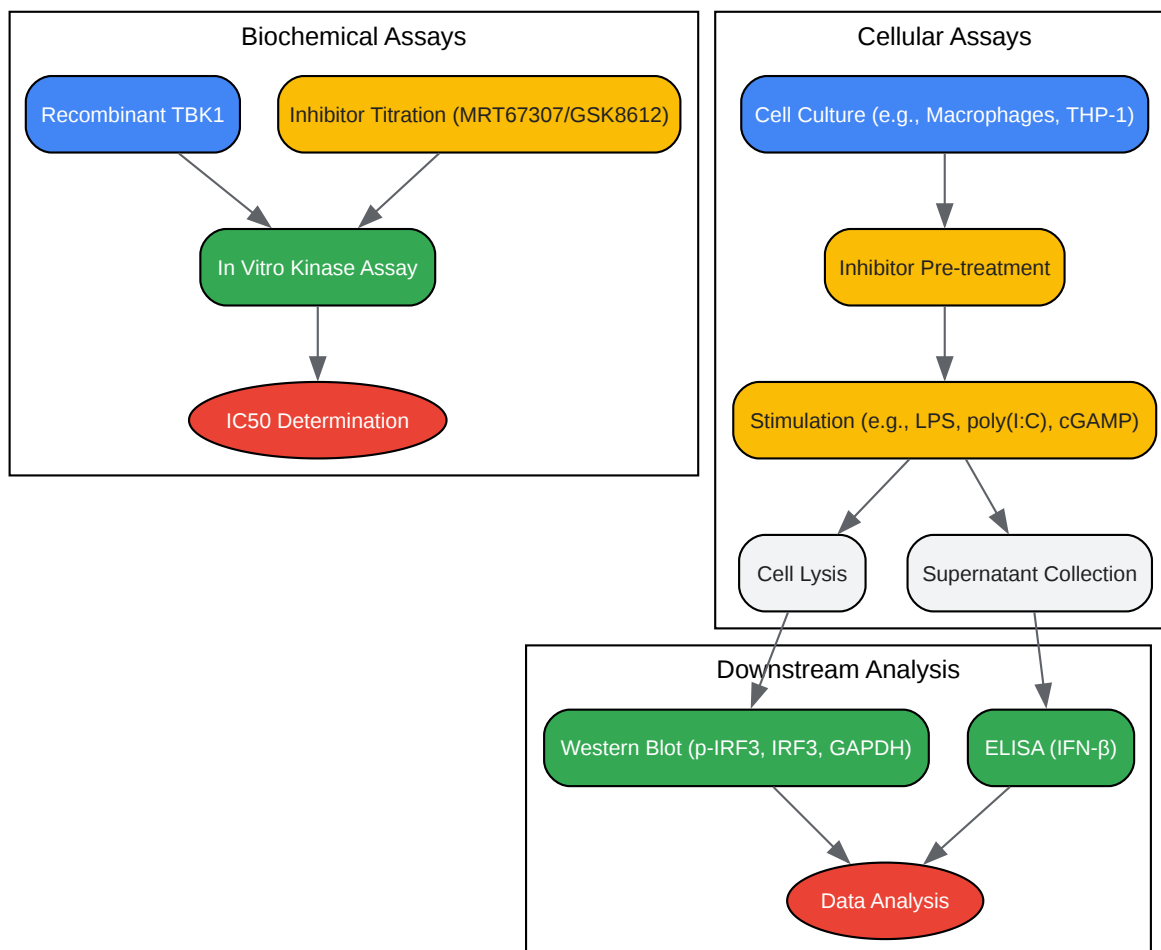 Biochemical Assays
Recombinant TBK1
Inhibitor Titration (MRT67307/GSK8612)
In Vitro Kinase Assay
IC50 Determination
Cellular Assays
Cell Culture (e.g., Macrophages, THP-1)
Inhibitor Pre-treatment
Stimulation (e.g., LPS, poly(I:C), cGAMP)
Cell Lysis
Supernatant Collection
Downstream Analysis
Western Blot (p-IRF3, IRF3, GAPDH)
ELISA (IFN-β)
Data Analysis